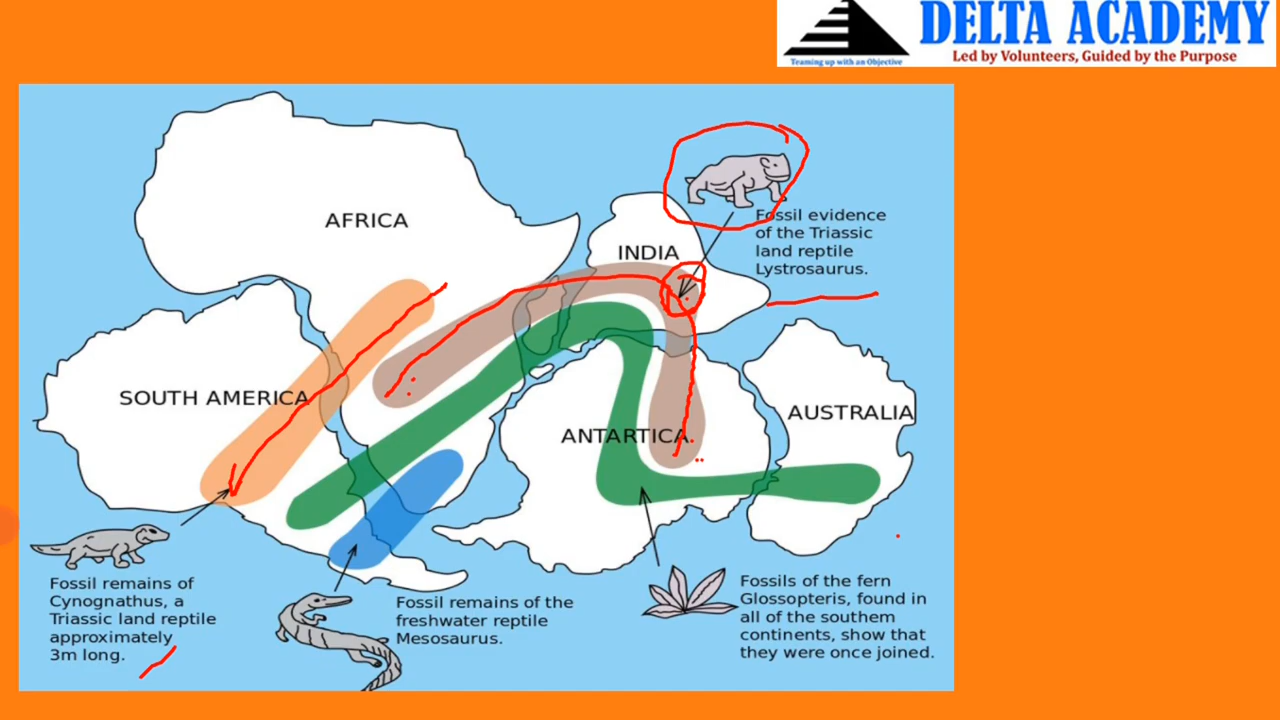 DELTA ACADEMY
Teaming up with an Objective
Led by Volunteers, Guided by the Purpose
AFRICA
INDIA
Fossil evidence
of the Triassic
land reptile
Lystrosaurus.
SOUTH AMERICA
ANTARTICA
AUSTRALIA
Fossil remains of
Cynognathus, a
Triassic land reptile
approximately
3m long.
Fossil remains of the
freshwater reptile
Mesosaurus.
Fossils of the fern
Glossopteris, found in
all of the southern
continents, show that
they were once joined.